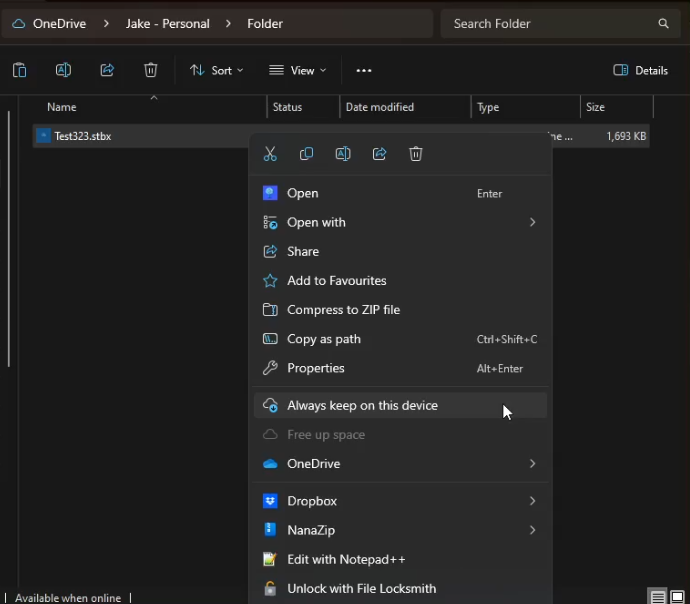 OneDrive > Jake - Personal > Folder
Search Folder
Sort
View
Details
Name
Status
Date modified
Type
Size
Test323.stbx
ne ...
1,693 KB
Open Enter
Open with
Share
Add to Favourites
Compress to ZIP file
Copy as path Ctrl+Shift+C
Properties Alt+Enter
Always keep on this device
Free up space
OneDrive
Dropbox
NanaZip
Edit with Notepad++
Unlock with File Locksmith
Available when online